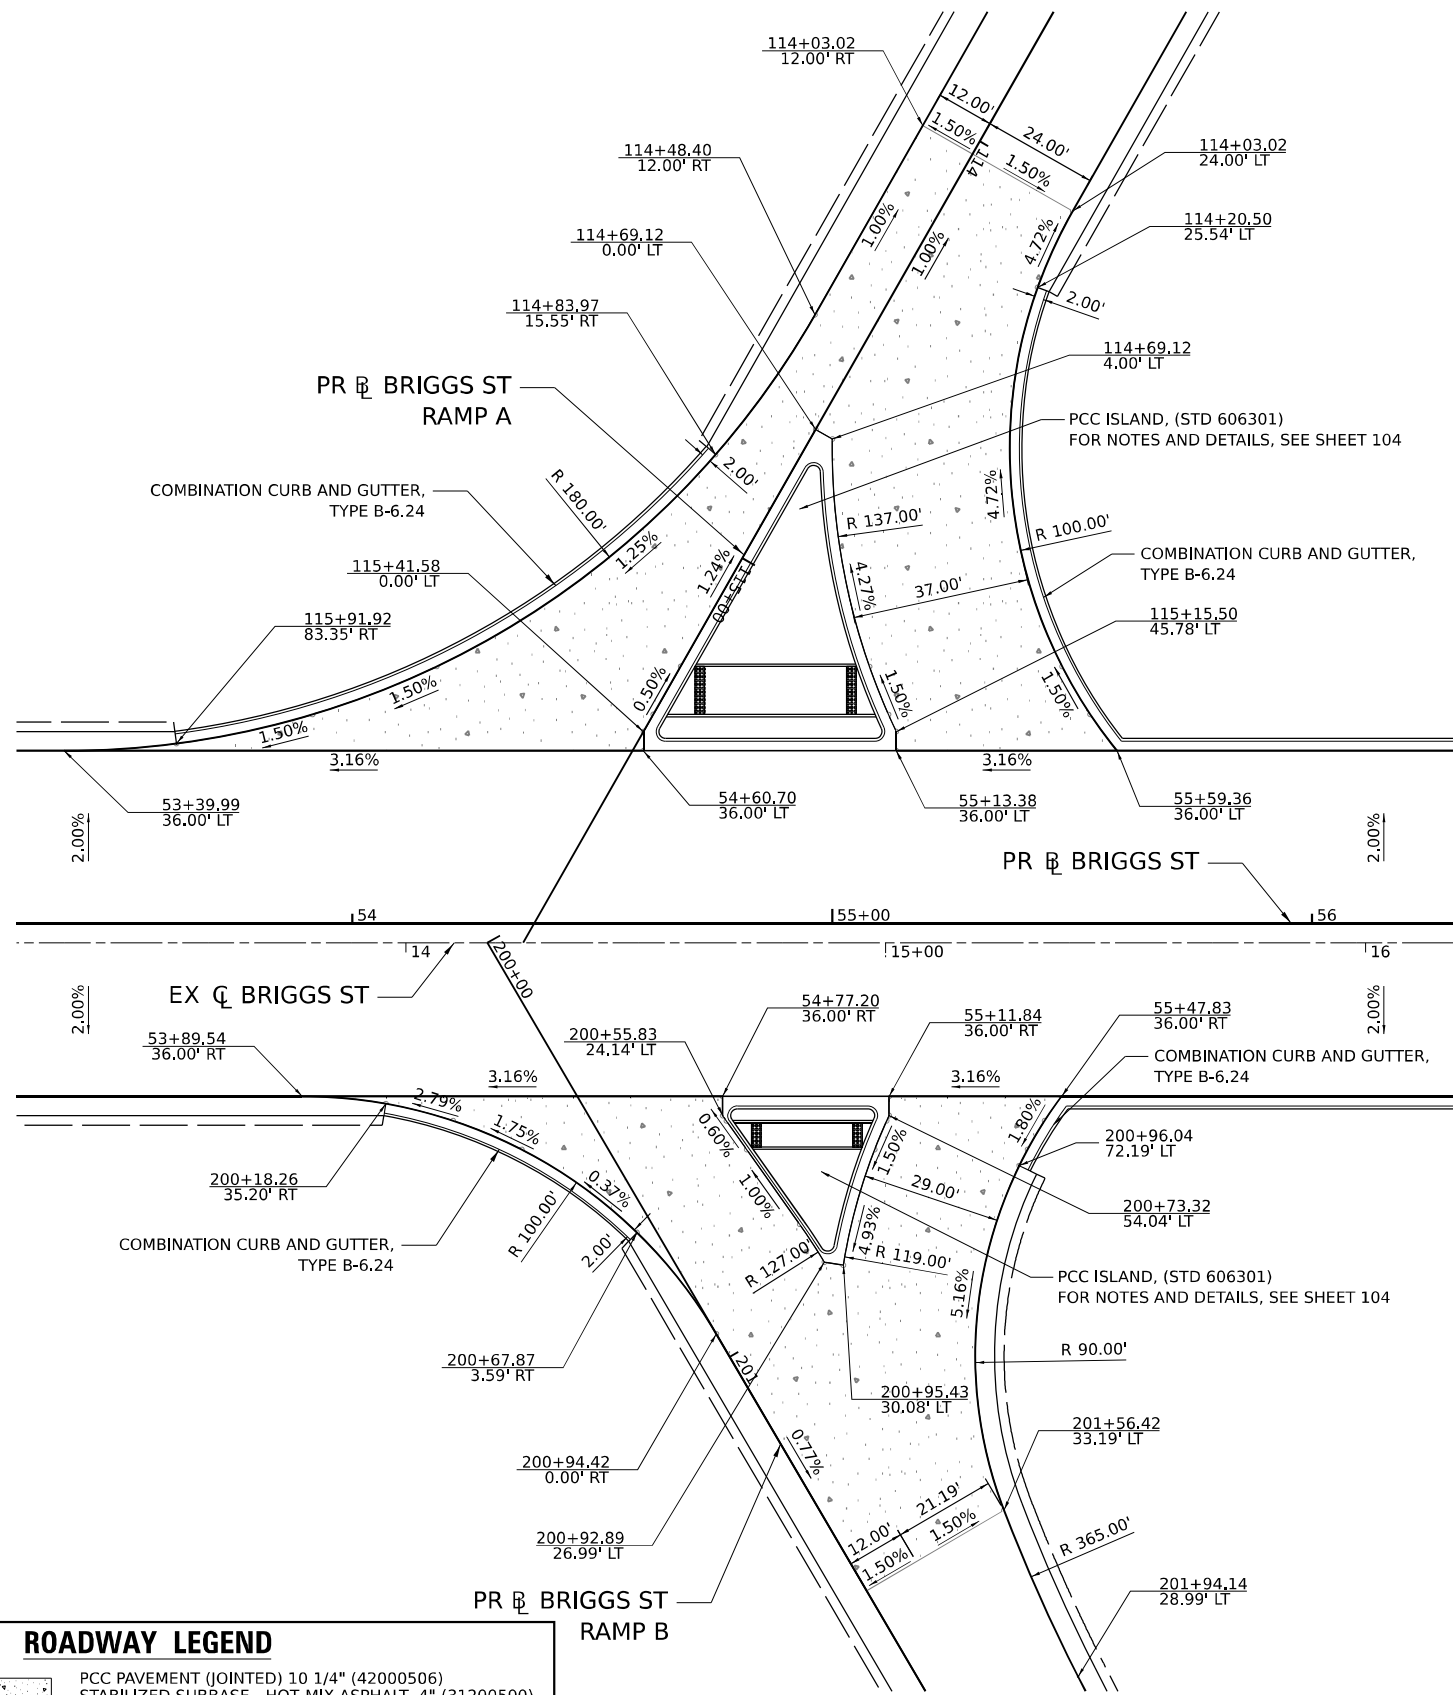 114+03.02
12.00' RT
12.00'
1.50%
24.00'
1.50%
114
114+03.02
24.00' LT
114+48.40
12.00' RT
1.00%
1.00%
4.72%
114+20.50
25.54' LT
114+69.12
0.00' LT
2.00'
114+83.97
15.55' RT
114+69.12
4.00' LT
PR BL BRIGGS ST
RAMP A
PCC ISLAND, (STD 606301)
FOR NOTES AND DETAILS, SEE SHEET 104
2.00'
R 180.00'
COMBINATION CURB AND GUTTER,
TYPE B-6.24
4.72%
R 137.00'
R 100.00'
1.25%
COMBINATION CURB AND GUTTER,
TYPE B-6.24
115+41.58
0.00' LT
1.24%
115+00
4.27%
37.00'
115+91.92
83.35' RT
115+15.50
45.78' LT
1.50%
0.50%
1.50%
1.50%
1.50%
3.16%
3.16%
53+39.99
36.00' LT
54+60.70
36.00' LT
55+13.38
36.00' LT
55+59.36
36.00' LT
2.00%
2.00%
PR BL BRIGGS ST
54
55+00
56
14
15+00
16
200+00
EX CL BRIGGS ST
2.00%
2.00%
54+77.20
36.00' RT
55+11.84
36.00' RT
55+47.83
36.00' RT
53+89.54
36.00' RT
200+55.83
24.14' LT
COMBINATION CURB AND GUTTER,
TYPE B-6.24
3.16%
3.16%
2.79%
1.75%
0.60%
1.50%
1.80%
200+96.04
72.19' LT
200+18.26
35.20' RT
0.37%
1.00%
29.00'
200+73.32
54.04' LT
R 100.00'
2.00'
4.93%
COMBINATION CURB AND GUTTER,
TYPE B-6.24
R 127.00'
R 119.00'
5.16%
PCC ISLAND, (STD 606301)
FOR NOTES AND DETAILS, SEE SHEET 104
200+67.87
3.59' RT
201
R 90.00'
200+95.43
30.08' LT
201+56.42
33.19' LT
200+94.42
0.00' RT
0.77%
21.19'
12.00'
1.50%
1.50%
R 365.00'
200+92.89
26.99' LT
201+94.14
28.99' LT
PR BL BRIGGS ST
RAMP B
ROADWAY LEGEND
PCC PAVEMENT (JOINTED) 10 1/4" (42000506)
STABILIZED SUBBASE - HOT-MIX ASPHALT, 4" (31200500)